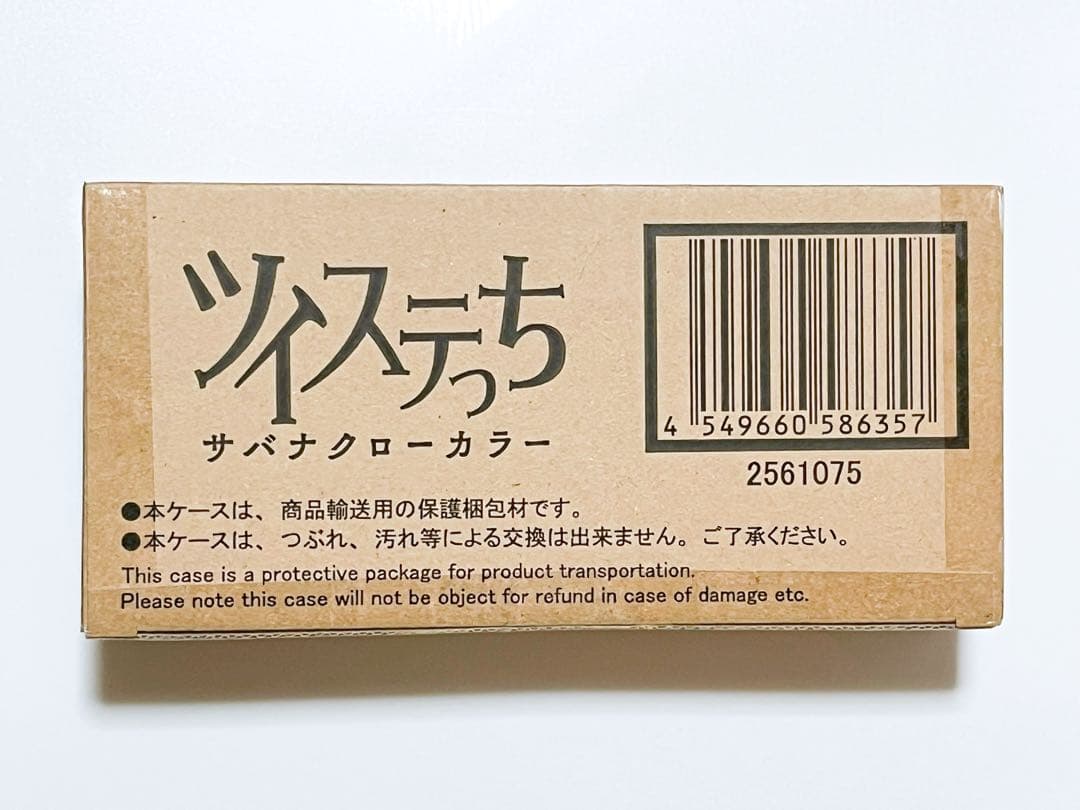 ツイステっち
サバナクローカラー
4 549660 586357
2561075
●本ケースは、商品輸送用の保護梱包材です。
●本ケースは、つぶれ、汚れ等による交換は出来ません。ご了承ください。
This case is a protective package for product transportation.
Please note this case will not be object for refund in case of damage etc.